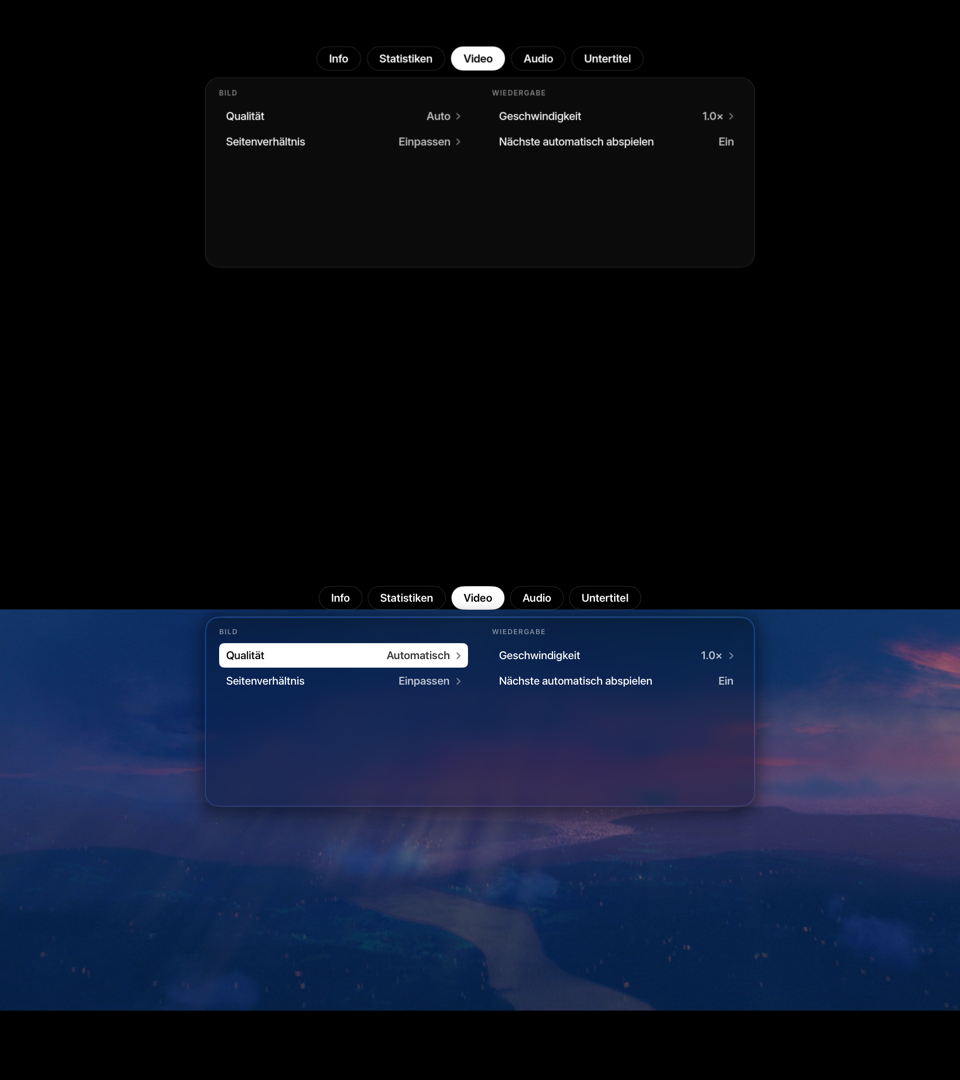 Info Statistiken Video Audio Untertitel
BILD WIEDERGABE
Qualität Auto Geschwindigkeit 1.0×
Seitenverhältnis Einpassen Nächste automatisch abspielen Ein
Info Statistiken Video Audio Untertitel
BILD WIEDERGABE
Qualität Automatisch Geschwindigkeit 1.0×
Seitenverhältnis Einpassen Nächste automatisch abspielen Ein